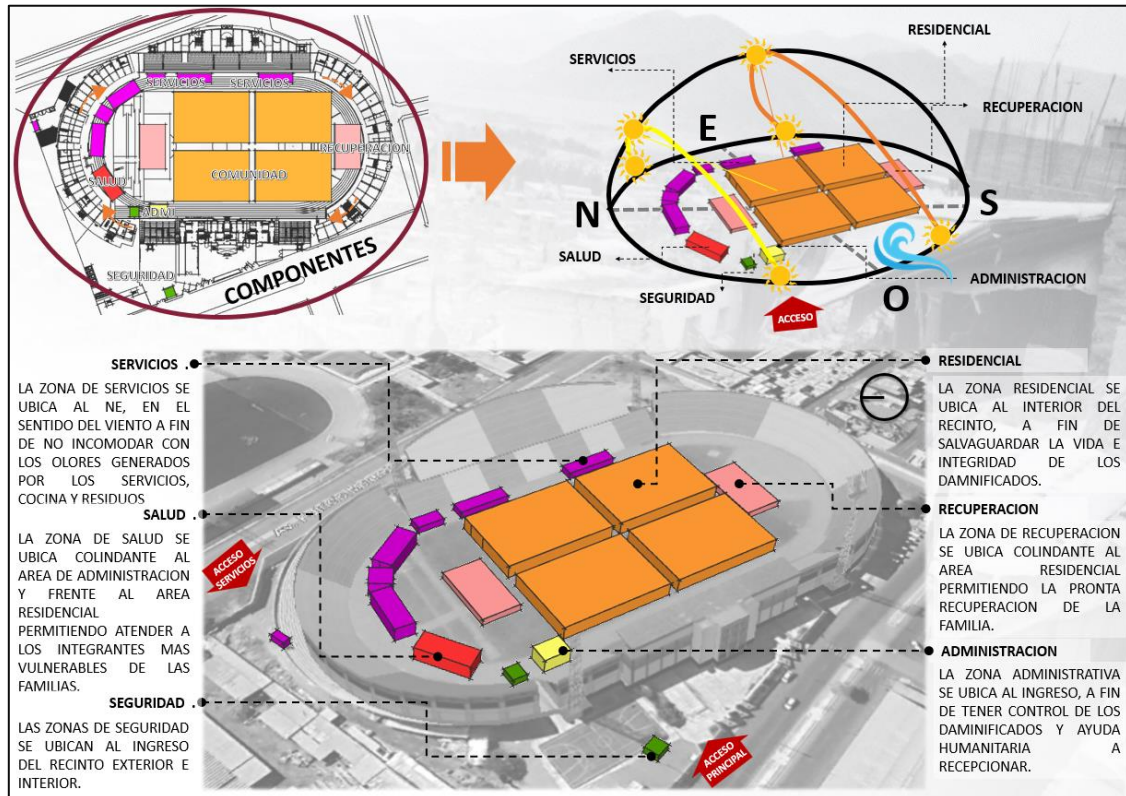 SERVICIOS
SERVICIOS
RECUPERACION
COMUNIDAD
SALUD
ADMI
SEGURIDAD
COMPONENTES
RESIDENCIAL
SERVICIOS
RECUPERACION
E
N
S
SALUD
SEGURIDAD
O
ADMINISTRACION
ACCESO
SERVICIOS .
LA ZONA DE SERVICIOS SE
UBICA AL NE, EN EL
SENTIDO DEL VIENTO A FIN
DE NO INCOMODAR CON
LOS OLORES GENERADOS
POR LOS SERVICIOS,
COCINA Y RESIDUOS
SALUD .
LA ZONA DE SALUD SE
UBICA COLINDANTE AL
AREA DE ADMINISTRACION
Y FRENTE AL AREA
RESIDENCIAL
PERMITIENDO ATENDER A
LOS INTEGRANTES MAS
VULNERABLES DE LAS
FAMILIAS.
SEGURIDAD .
LAS ZONAS DE SEGURIDAD
SE UBICAN AL INGRESO
DEL RECINTO EXTERIOR E
INTERIOR.
ACCESO
SERVICIOS
ACCESO
PRINCIPAL
RESIDENCIAL
LA ZONA RESIDENCIAL SE
UBICA AL INTERIOR DEL
RECINTO, A FIN DE
SALVAGUARDAR LA VIDA E
INTEGRIDAD DE LOS
DAMNIFICADOS.
RECUPERACION
LA ZONA DE RECUPERACION
SE UBICA COLINDANTE AL
AREA RESIDENCIAL
PERMITIENDO LA PRONTA
RECUPERACION DE LA
FAMILIA.
ADMINISTRACION
LA ZONA ADMINISTRATIVA
SE UBICA AL INGRESO, A FIN
DE TENER CONTROL DE LOS
DAMINIFICADOS Y AYUDA
HUMANITARIA A
RECEPCIONAR.